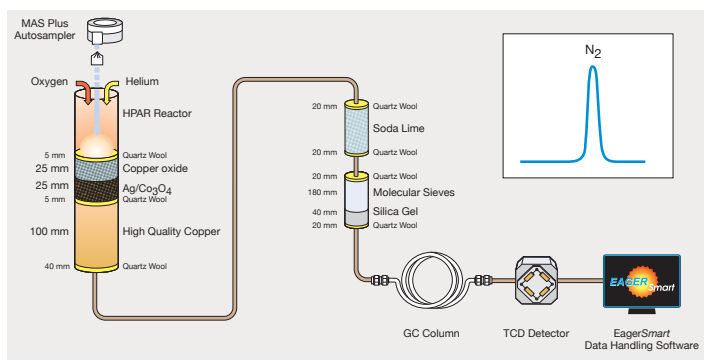 MAS Plus
Autosampler
Oxygen
Helium
HPAR Reactor
5 mm
Quartz Wool
25 mm
Copper oxide
25 mm
Ag/Co3O4
5 mm
Quartz Wool
100 mm
High Quality Copper
40 mm
Quartz Wool
20 mm
Quartz Wool
Soda Lime
20 mm
Quartz Wool
20 mm
Quartz Wool
180 mm
Molecular Sieves
40 mm
Silica Gel
20 mm
Quartz Wool
N2
GC Column
TCD Detector
EAGER Smart
EagerSmart
Data Handling Software